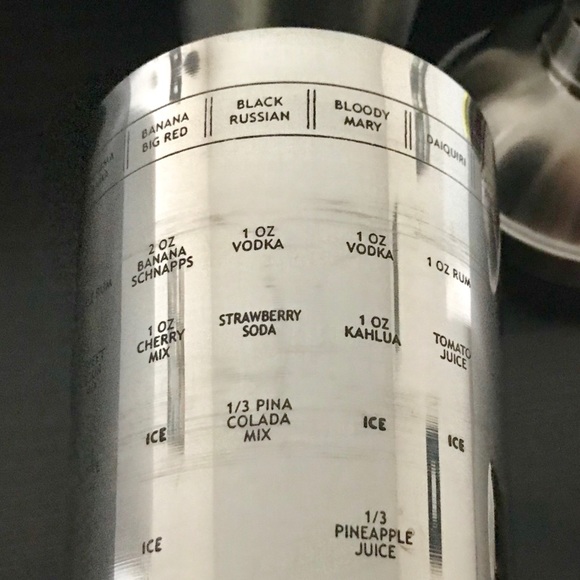 BANANA
BIG RED
BLACK
RUSSIAN
BLOODY
MARY
DAIQUIRI
2 OZ
BANANA
SCHNAPPS
1 OZ
VODKA
1 OZ
VODKA
1 OZ RUM
RUM
1 OZ
CHERRY
MIX
STRAWBERRY
SODA
1 OZ
KAHLUA
TOMATO
JUICE
ICE
1/3 PINA
COLADA
MIX
ICE
ICE
ICE
1/3
PINEAPPLE
JUICE